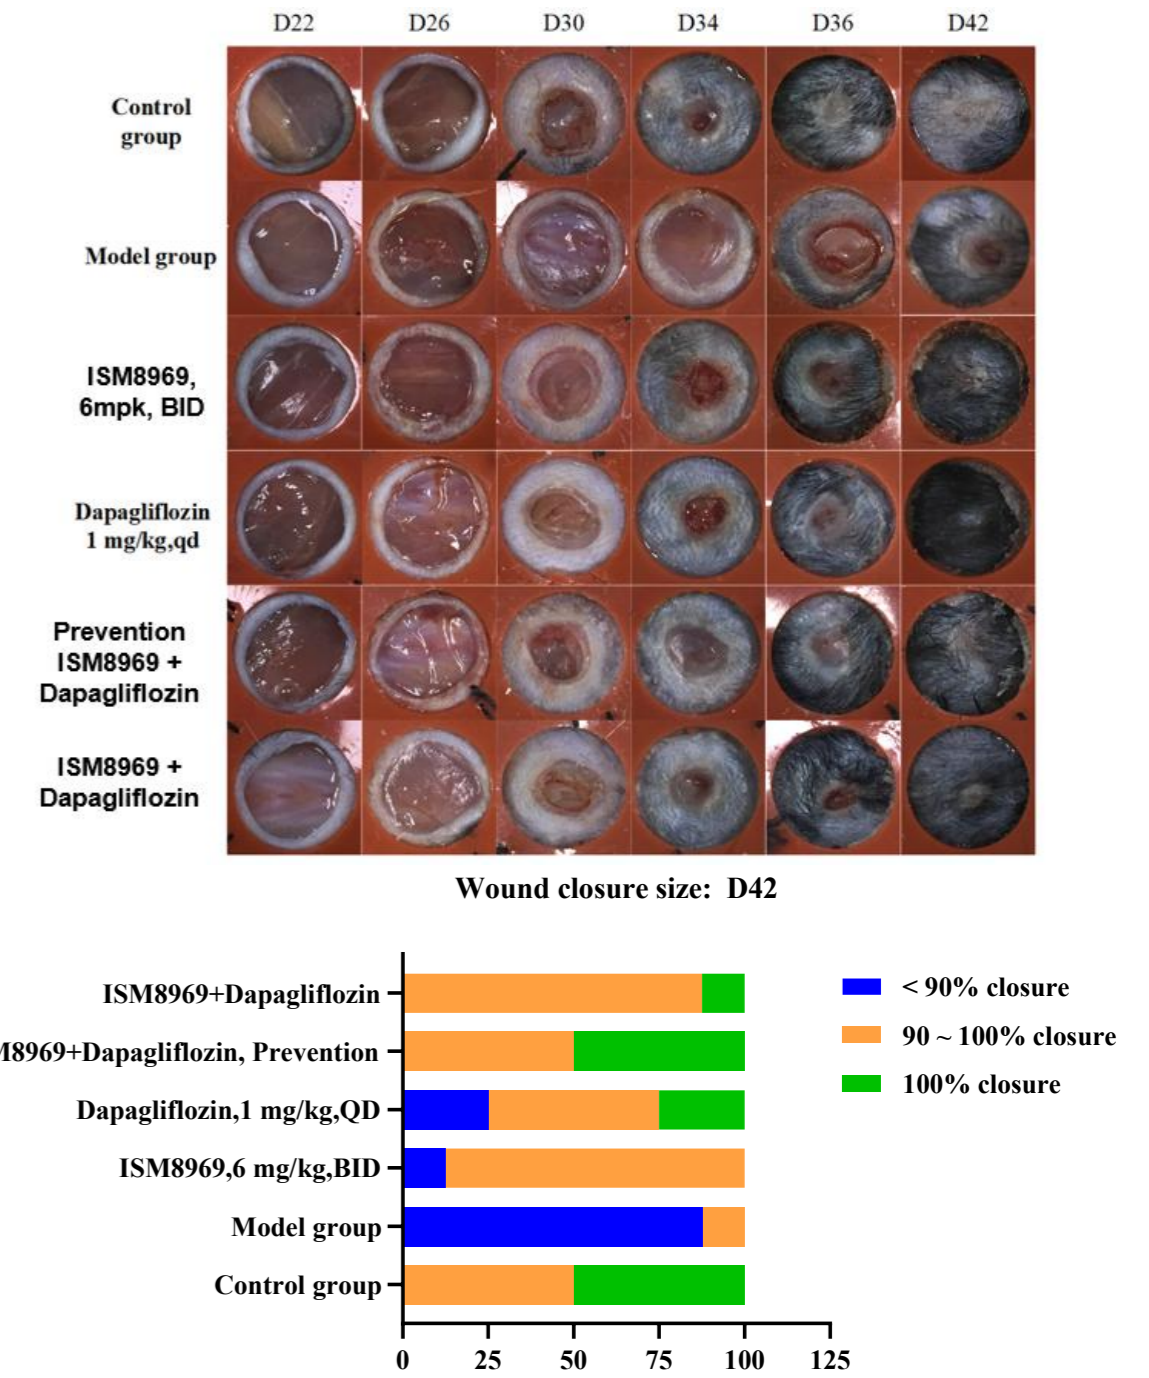 D22 D26 D30 D34 D36 D42
Control
group
Model group
ISM8969,
6mpk, BID
Dapagliflozin
1 mg/kg,qd
Prevention
ISM8969 +
Dapagliflozin
ISM8969 +
Dapagliflozin
Wound closure size: D42
ISM8969+Dapagliflozin
M8969+Dapagliflozin, Prevention
Dapagliflozin,1 mg/kg,QD
ISM8969,6 mg/kg,BID
Model group
Control group
0 25 50 75 100 125
< 90% closure
90 ~ 100% closure
100% closure